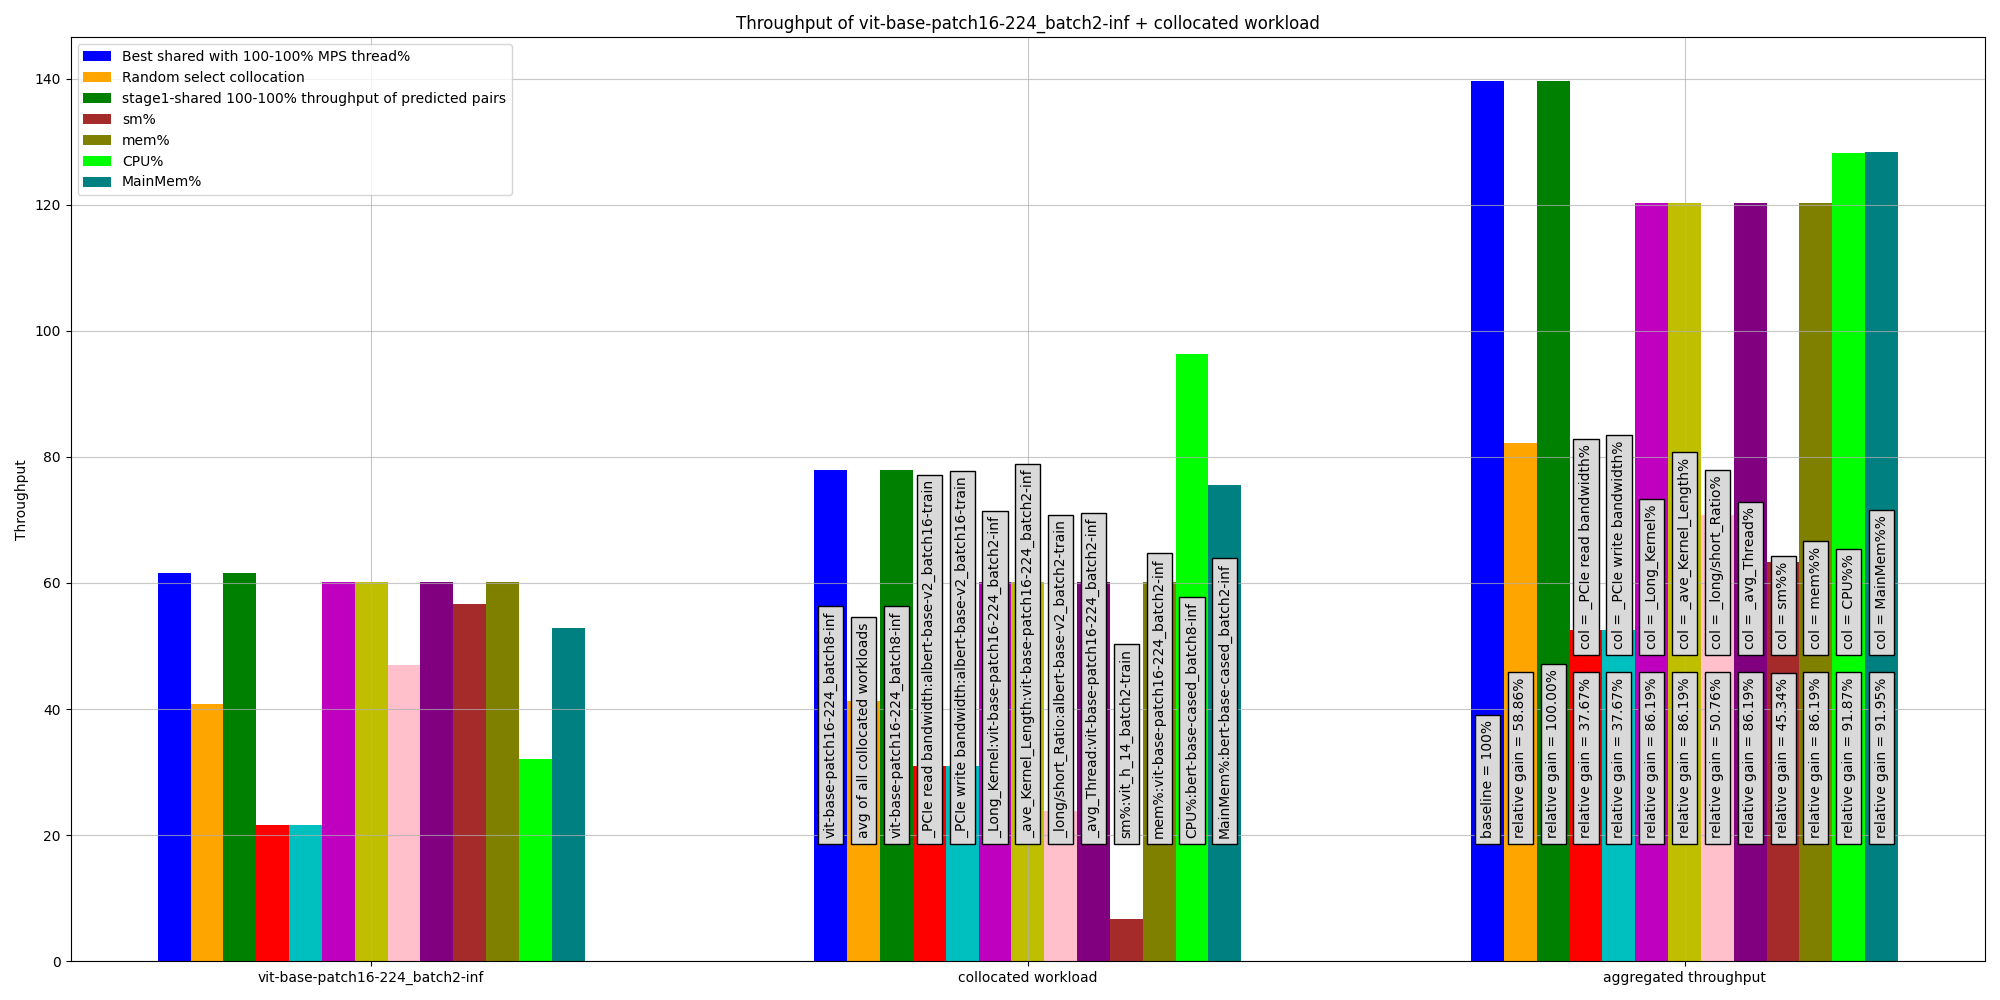 Throughput of vit-base-patch16-224_batch2-inf + collocated workload
Best shared with 100-100% MPS thread%
Random select collocation
stage1-shared 100-100% throughput of predicted pairs
sm%
mem%
CPU%
MainMem%
Throughput
140
120
100
80
60
40
20
0
vit-base-patch16-224_batch8-inf
avg of all collocated workloads
vit-base-patch16-224_batch8-inf
_PCIe read bandwidth:albert-base-v2_batch16-train
_PCIe write bandwidth:albert-base-v2_batch16-train
_Long_Kernel:vit-base-patch16-224_batch2-inf
_ave_Kernel_Length:vit-base-patch16-224_batch2-inf
_long/short_Ratio:albert-base-v2_batch2-train
_avg_Thread:vit-base-patch16-224_batch2-inf
sm%:vit_h_14_batch2-train
mem%:vit-base-patch16-224_batch2-inf
CPU%:bert-base-cased_batch8-inf
MainMem%:bert-base-cased_batch2-inf
col = _PCIe read bandwidth%
col = _PCIe write bandwidth%
col = _Long_Kernel%
col = _ave_Kernel_Length%
col = _long/short_Ratio%
col = _avg_Thread%
col = sm%%
col = mem%%
col = CPU%%
col = MainMem%%
baseline = 100%
relative gain = 58.86%
relative gain = 100.00%
relative gain = 37.67%
relative gain = 37.67%
relative gain = 86.19%
relative gain = 86.19%
relative gain = 50.76%
relative gain = 86.19%
relative gain = 45.34%
relative gain = 86.19%
relative gain = 91.87%
relative gain = 91.95%
vit-base-patch16-224_batch2-inf
collocated workload
aggregated throughput